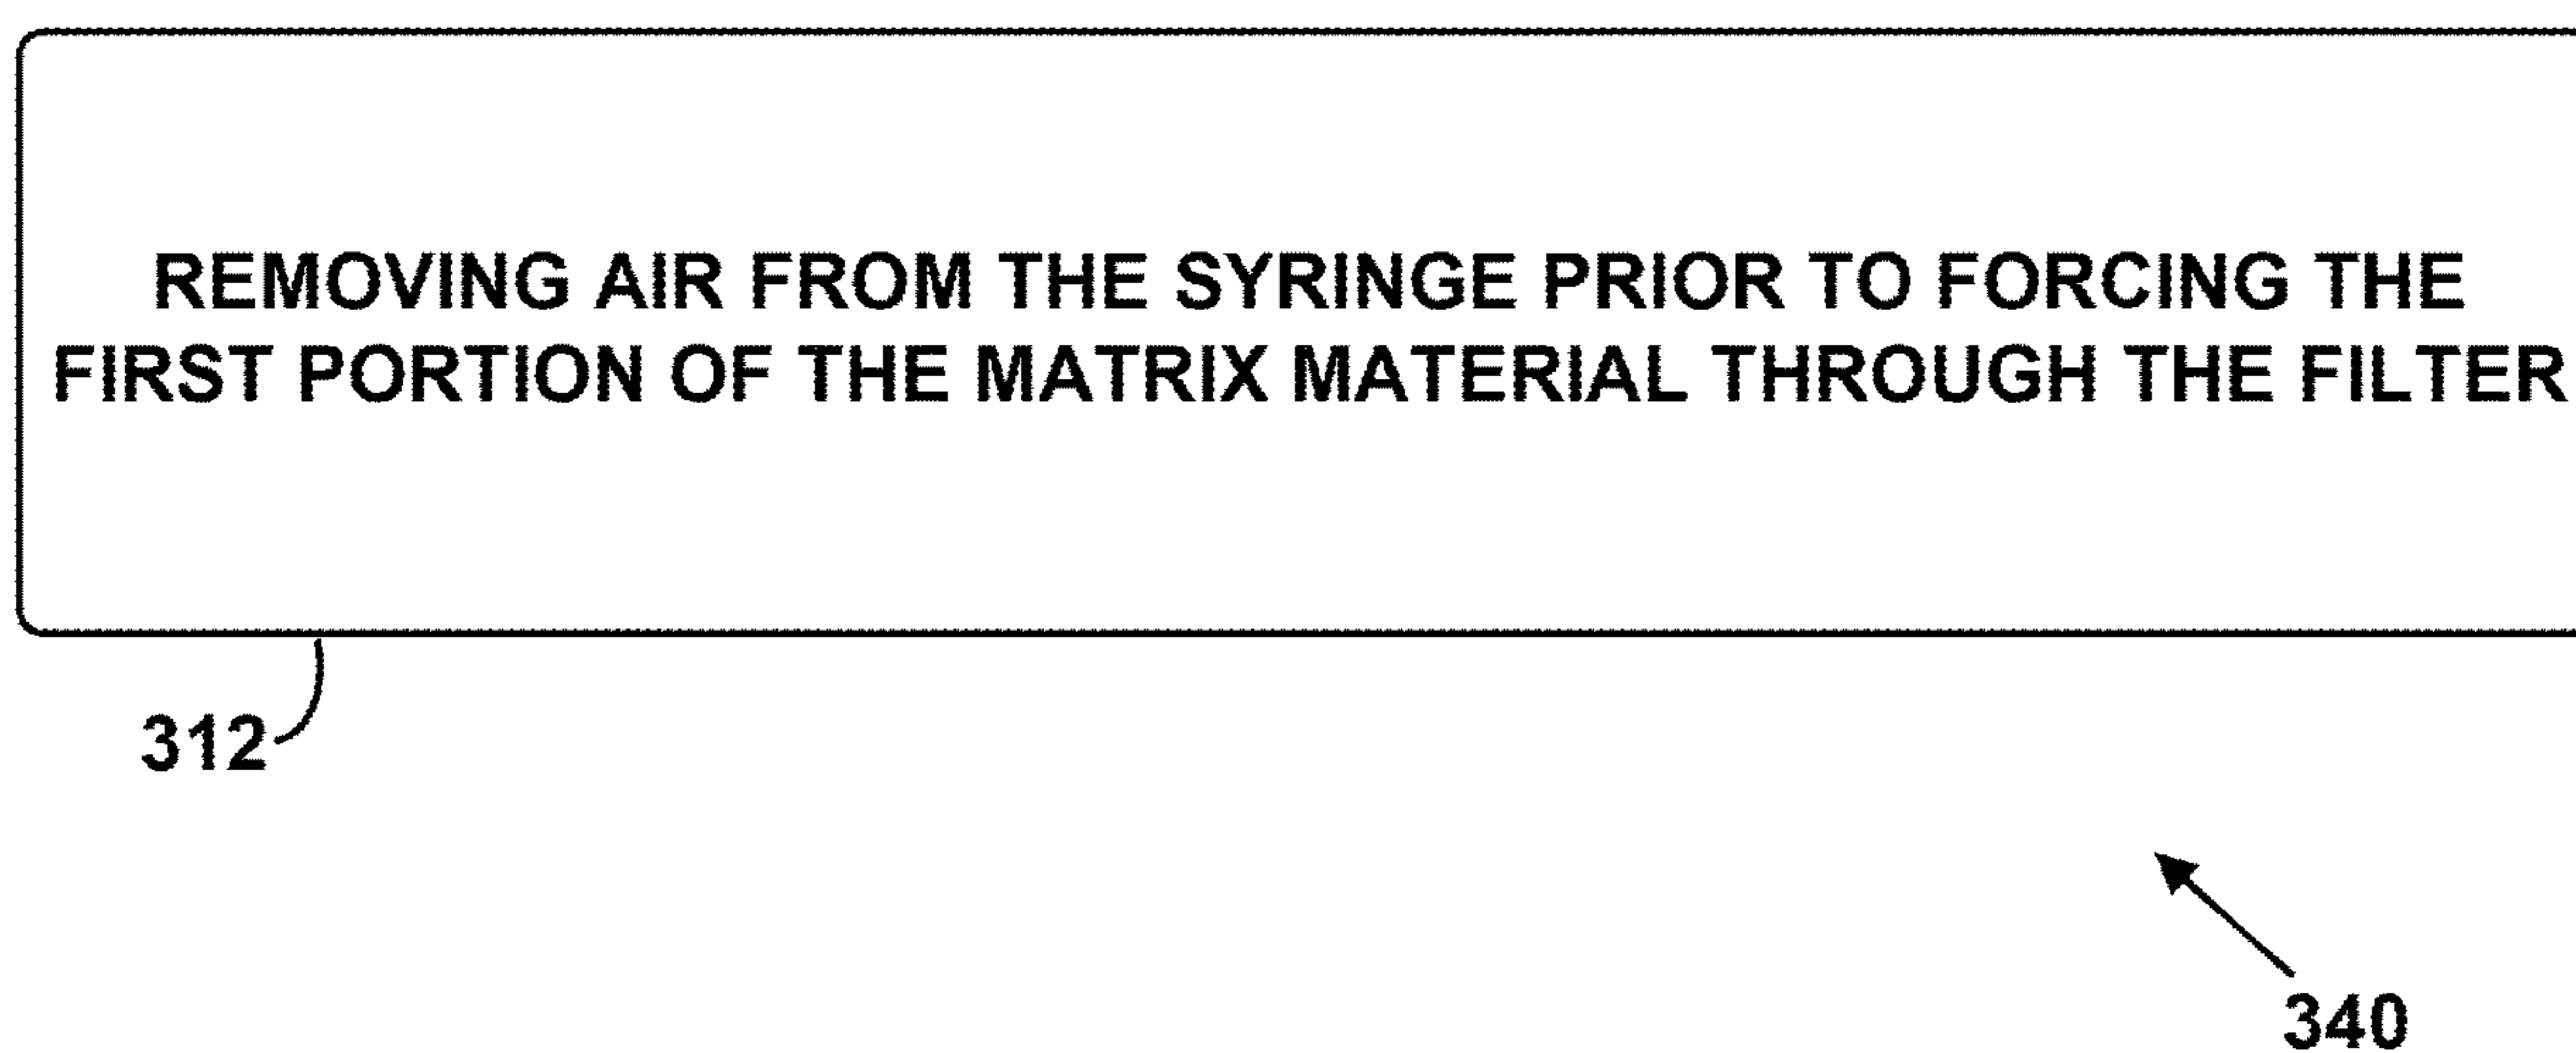 REMOVING AIR FROM THE SYRINGE PRIOR TO FORCING THE
FIRST PORTION OF THE MATRIX MATERIAL THROUGH THE FILTER
312
340